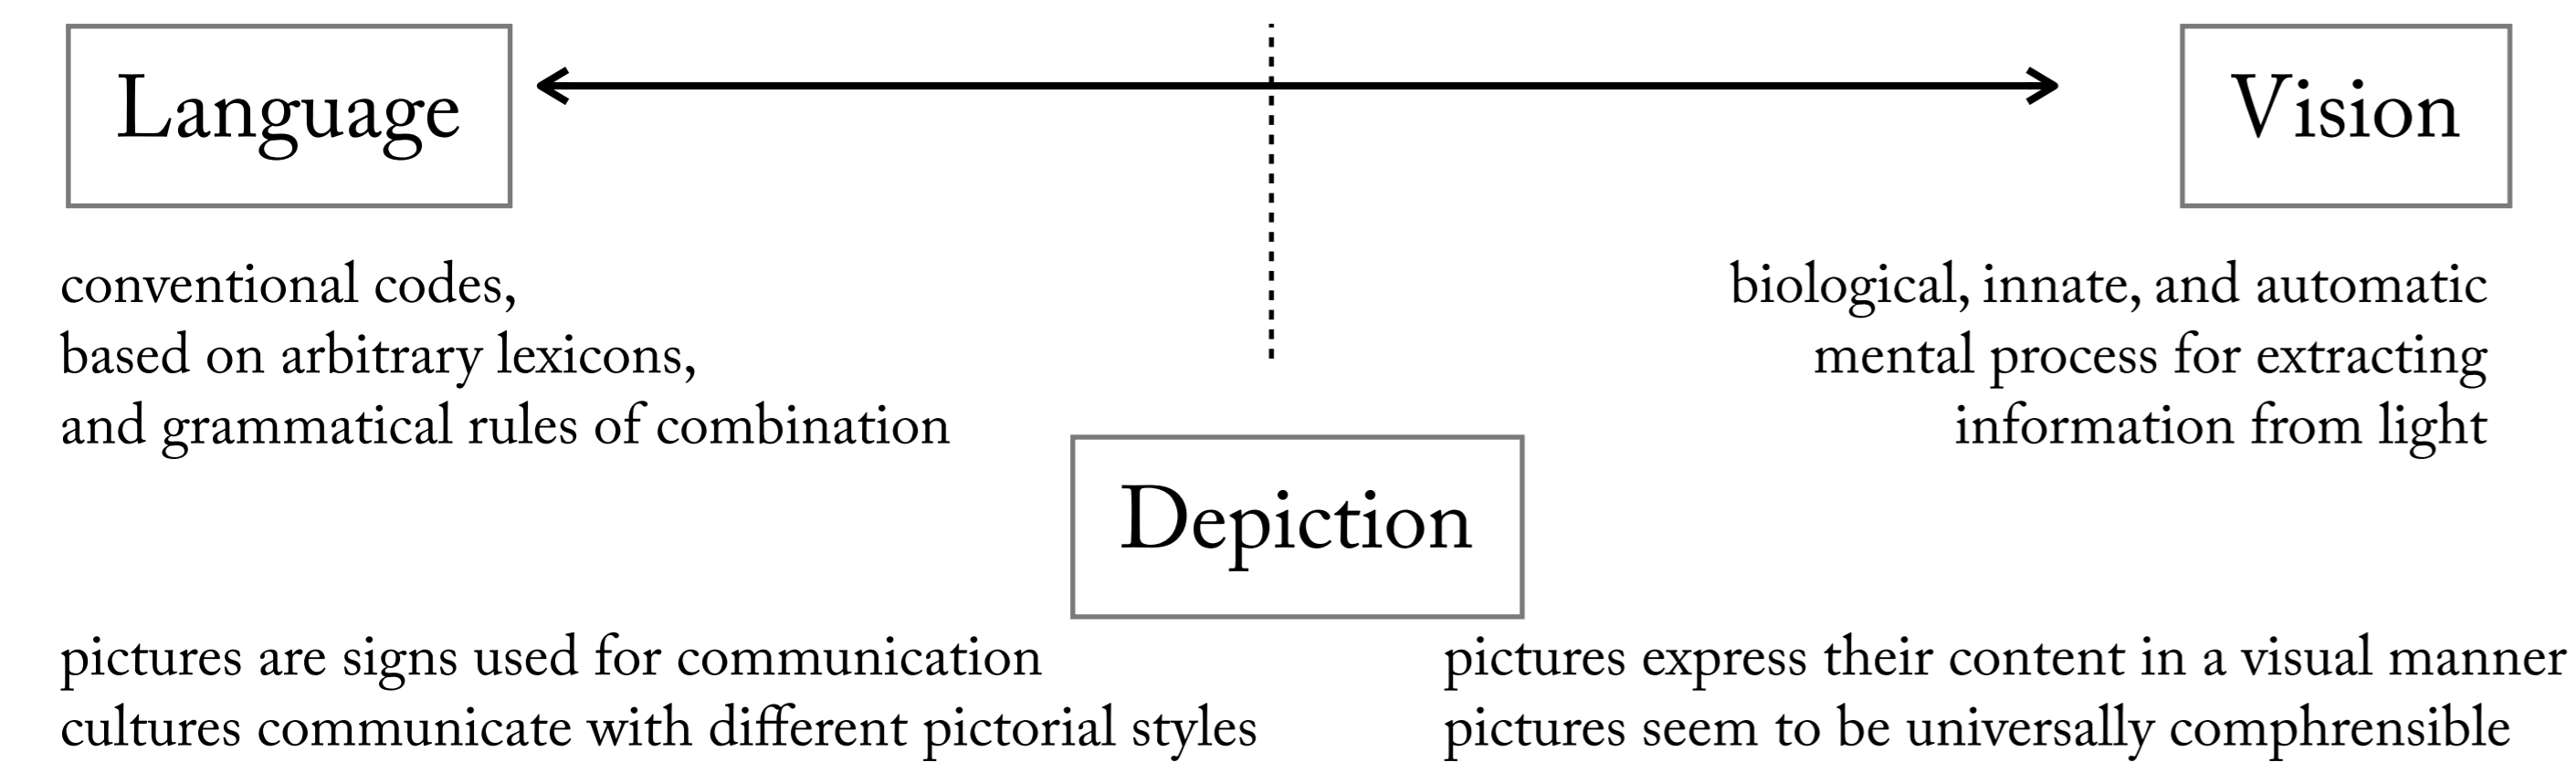 Language
Vision
conventional codes,
based on arbitrary lexicons,
and grammatical rules of combination
biological, innate, and automatic
mental process for extracting
information from light
Depiction
pictures are signs used for communication
cultures communicate with different pictorial styles
pictures express their content in a visual manner
pictures seem to be universally comphrensible